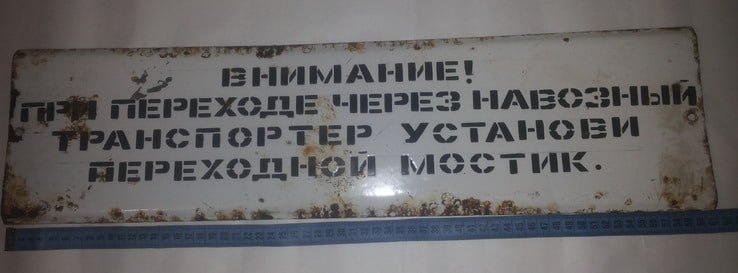 ВНИМАНИЕ!
ПРИ ПЕРЕХОДЕ ЧЕРЕЗ НАВОЗНЫЙ
ТРАНСПОРТЕР УСТАНОВИ
ПЕРЕХОДНОЙ МОСТИК.